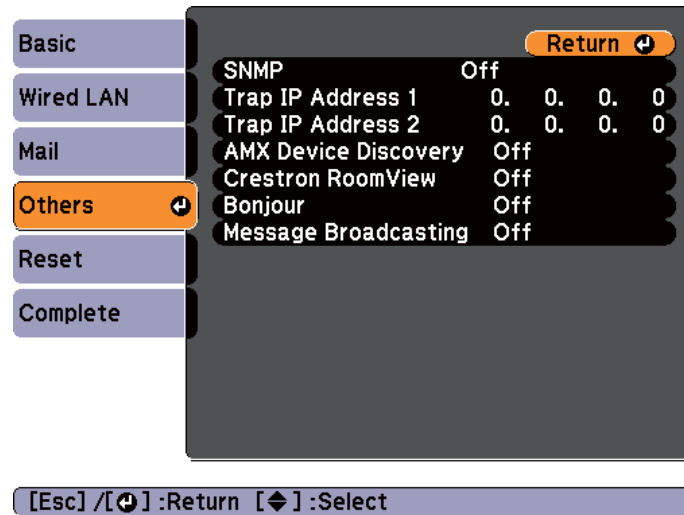 Basic
Wired LAN
Mail
Others
Reset
Complete
Return
SNMP Off
Trap IP Address 1 0. 0. 0. 0
Trap IP Address 2 0. 0. 0. 0
AMX Device Discovery Off
Crestron RoomView Off
Bonjour Off
Message Broadcasting Off
[Esc] /[⏎] :Return [◆] :Select